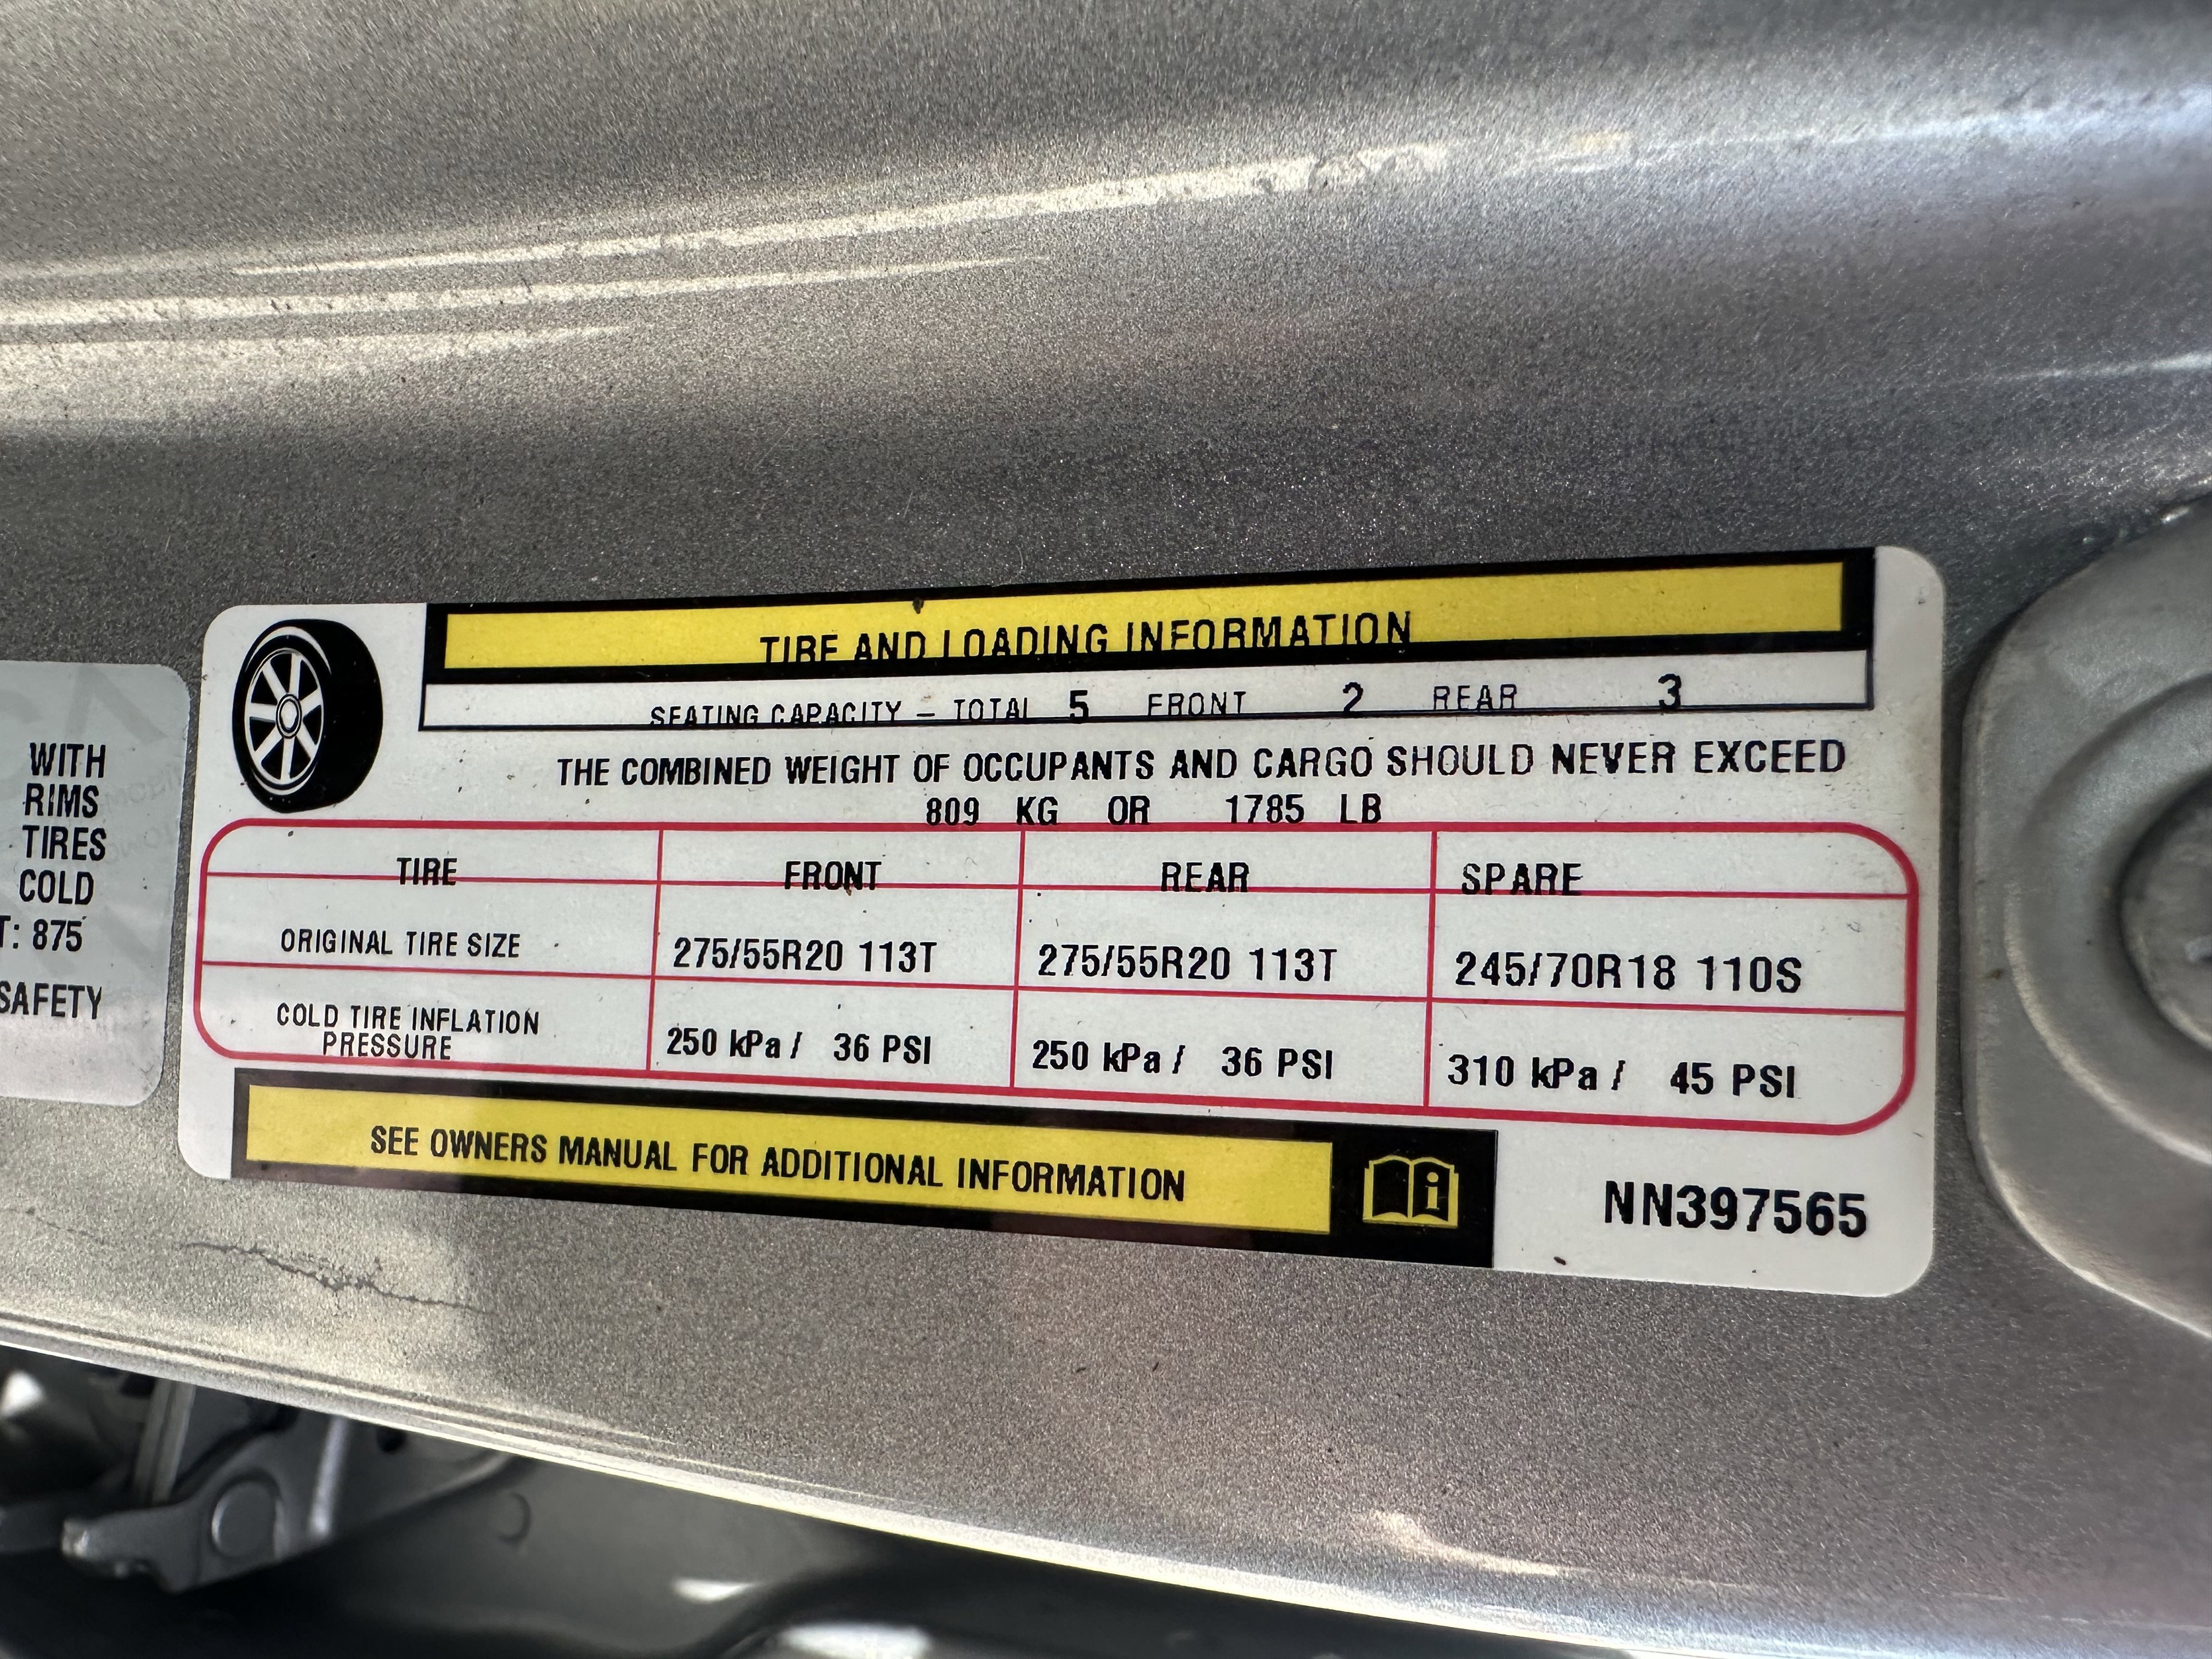 WITH
RIMS
TIRES
COLD
T: 875
SAFETY
TIRE AND LOADING INFORMATION
SEATING CAPACITY – TOTAL 5 FRONT 2 REAR 3
THE COMBINED WEIGHT OF OCCUPANTS AND CARGO SHOULD NEVER EXCEED
809 KG OR 1785 LB
TIRE FRONT REAR SPARE
ORIGINAL TIRE SIZE 275/55R20 113T 275/55R20 113T 245/70R18 110S
COLD TIRE INFLATION
PRESSURE 250 kPa / 36 PSI 250 kPa / 36 PSI 310 kPa / 45 PSI
SEE OWNERS MANUAL FOR ADDITIONAL INFORMATION
NN397565